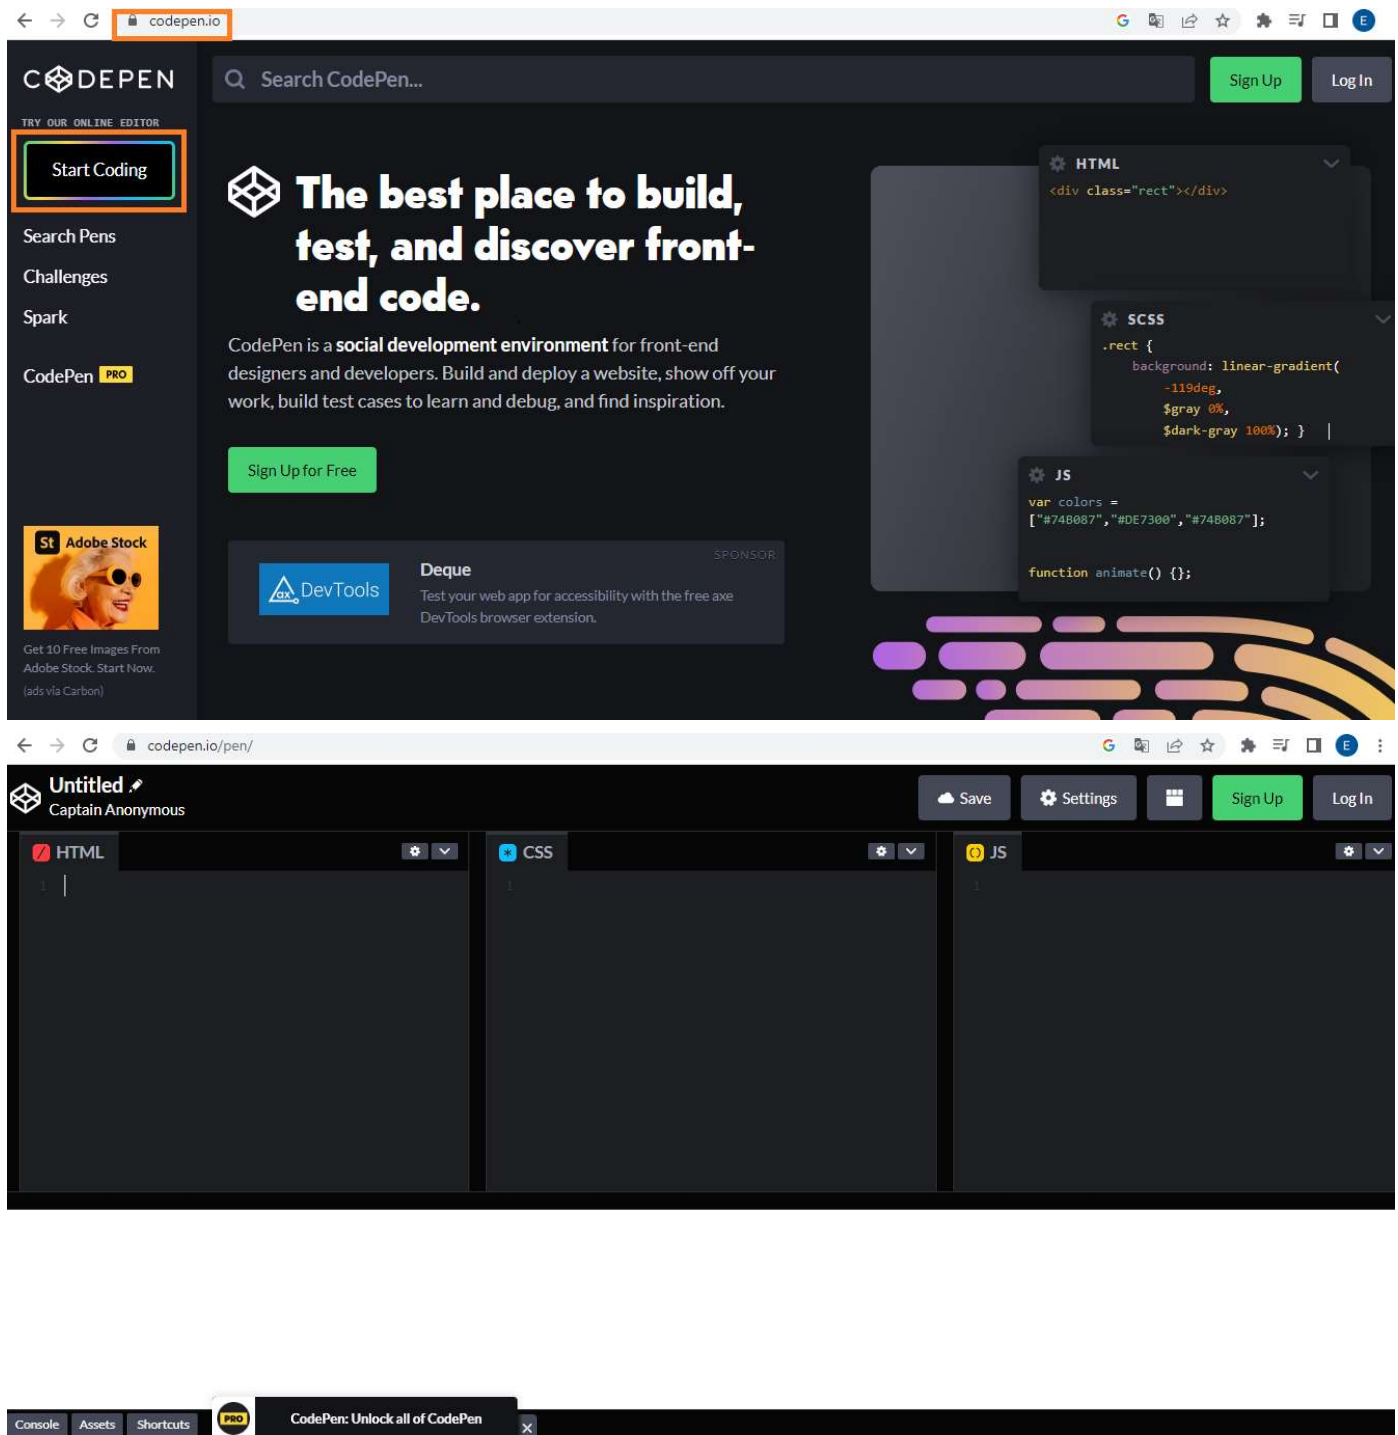 codepen.io
E
CODEPEN
Search CodePen...
Sign Up
Log In
TRY OUR ONLINE EDITOR
Start Coding
Search Pens
Challenges
Spark
CodePen PRO
The best place to build,
test, and discover front-
end code.
CodePen is a social development environment for front-end
designers and developers. Build and deploy a website, show off your
work, build test cases to learn and debug, and find inspiration.
Sign Up for Free
HTML
<div class="rect"></div>
SCSS
.rect {
background: linear-gradient(
-119deg,
$gray 0%,
$dark-gray 100%); }
JS
var colors =
["#74B087","#DE7300","#74B087"];
function animate() {};
St Adobe Stock
Get 10 Free Images From
Adobe Stock. Start Now.
(ads via Carbon)
SPONSOR
ax DevTools
Deque
Test your web app for accessibility with the free axe
DevTools browser extension.
codepen.io/pen/
E
Untitled
Captain Anonymous
Save
Settings
Sign Up
Log In
HTML
1
CSS
1
JS
1
Console
Assets
Shortcuts
PRO
CodePen: Unlock all of CodePen